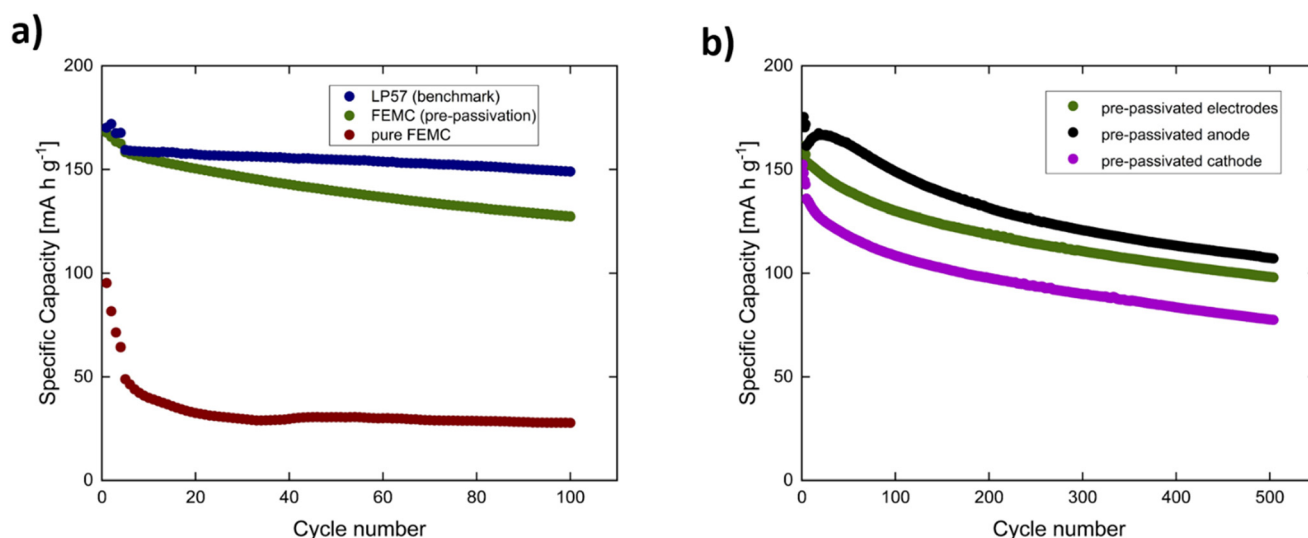 a)
200
150
100
50
0
Specific Capacity [mA h g⁻¹]
LP57 (benchmark)
FEMC (pre-passivation)
pure FEMC
0 20 40 60 80 100
Cycle number
b)
200
150
100
50
0
Specific Capacity [mA h g⁻¹]
pre-passivated electrodes
pre-passivated anode
pre-passivated cathode
0 100 200 300 400 500
Cycle number